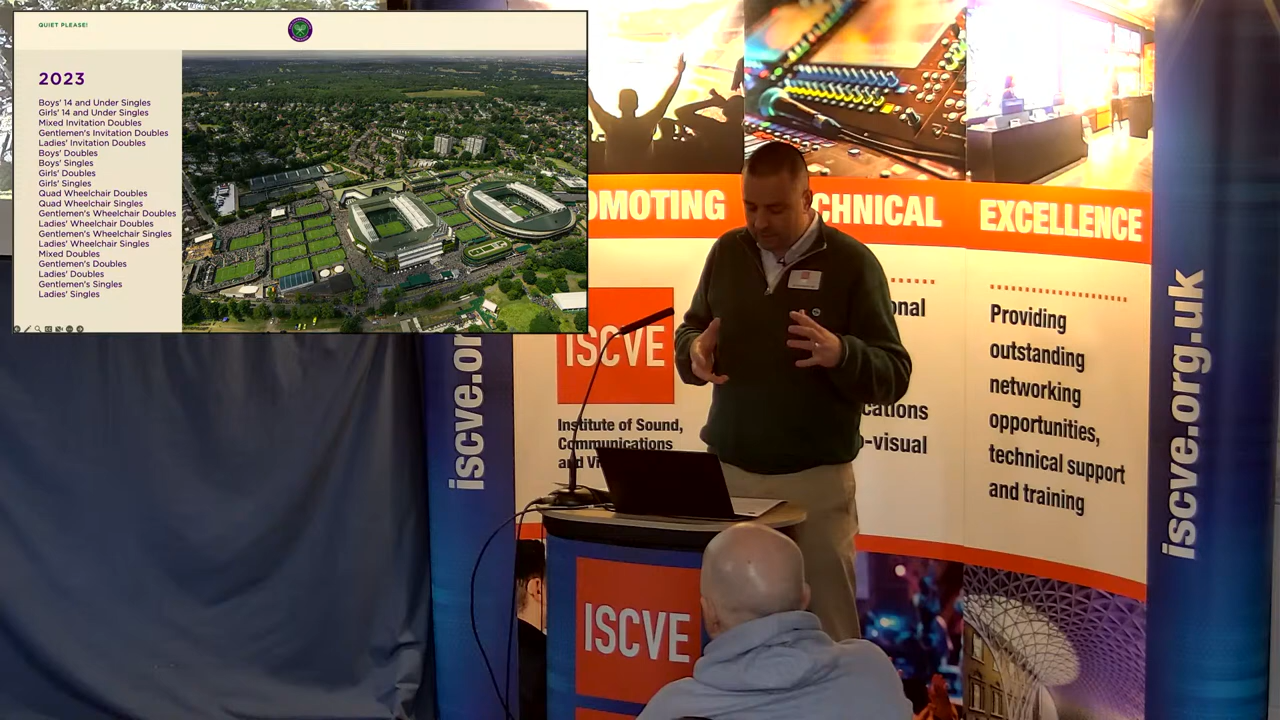 QUIET PLEASE!
2023
Boys' 14 and Under Singles
Girls' 14 and Under Singles
Mixed Invitation Doubles
Gentlemen's Invitation Doubles
Ladies' Invitation Doubles
Boys' Doubles
Boys' Singles
Girls' Doubles
Girls' Singles
Quad Wheelchair Doubles
Quad Wheelchair Singles
Gentlemen's Wheelchair Doubles
Ladies' Wheelchair Doubles
Gentlemen's Wheelchair Singles
Ladies' Wheelchair Singles
Mixed Doubles
Gentlemen's Doubles
Ladies' Doubles
Gentlemen's Singles
Ladies' Singles
OMOTING
CHNICAL
EXCELLENCE
iscve.or
ISCVE
Institute of Sound,
Communications
and Vi
onal
cations
-visual
Providing
outstanding
networking
opportunities,
technical support
and training
iscve.org.uk
ISCVE